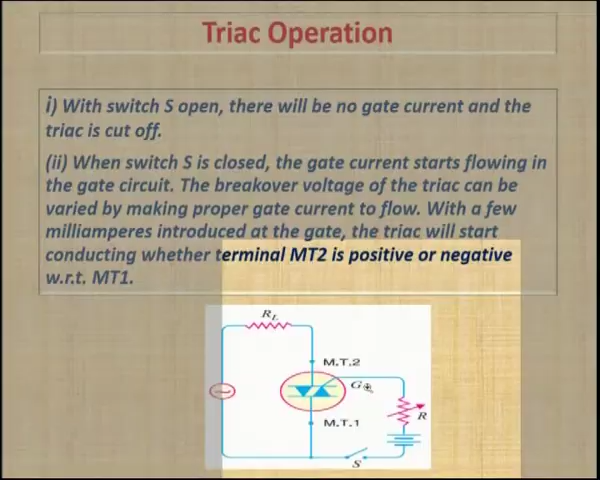 Triac Operation
i) With switch S open, there will be no gate current and the
triac is cut off.
(ii) When switch S is closed, the gate current starts flowing in
the gate circuit. The breakover voltage of the triac can be
varied by making proper gate current to flow. With a few
milliamperes introduced at the gate, the triac will start
conducting whether terminal MT2 is positive or negative
w.r.t. MT1.
RL
M.T.2
G
R
M.T.1
S